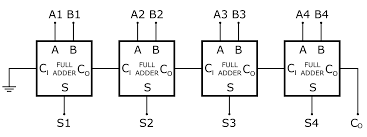 A1 B1 A2 B2 A3 B3 A4 B4
A B A B A B A B
FULL FULL FULL FULL
CI ADDER CO CI ADDER CO CI ADDER CO CI ADDER CO
S S S S
S1 S2 S3 S4 CO